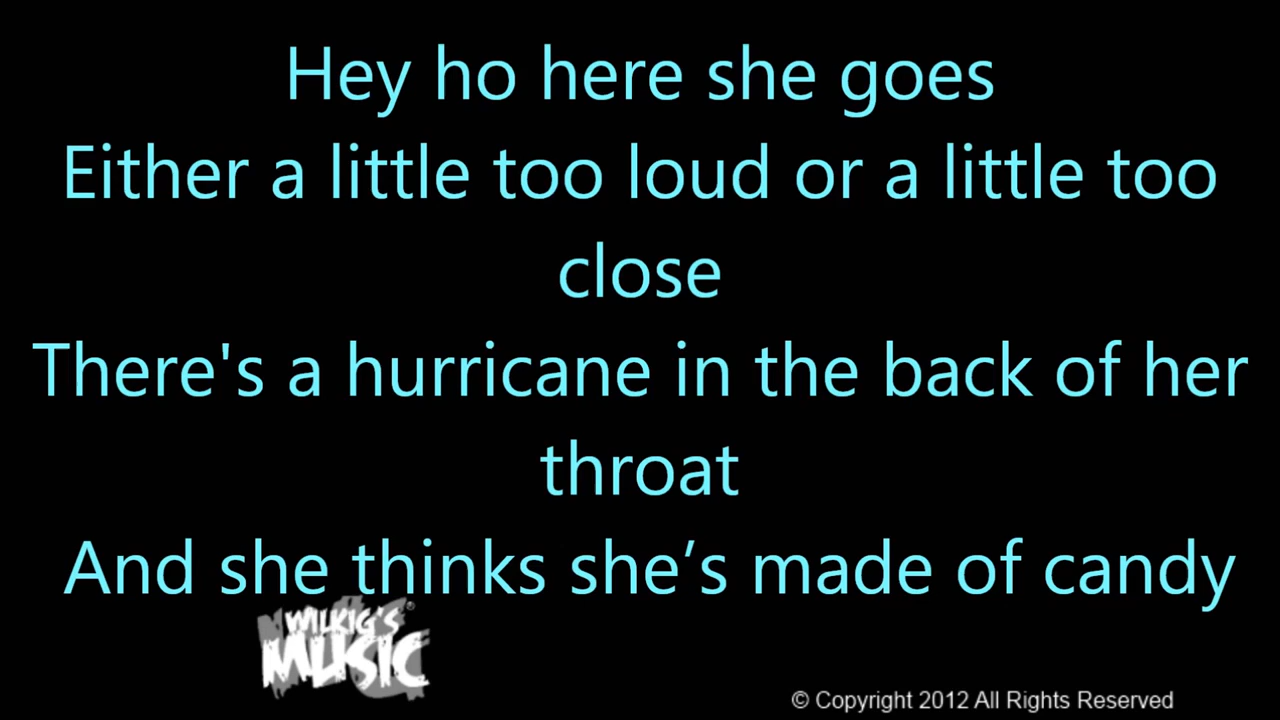 Hey ho here she goes
Either a little too loud or a little too
close
There's a hurricane in the back of her
throat
And she thinks she’s made of candy
WILKIG'S
MUSIC
®
© Copyright 2012 All Rights Reserved